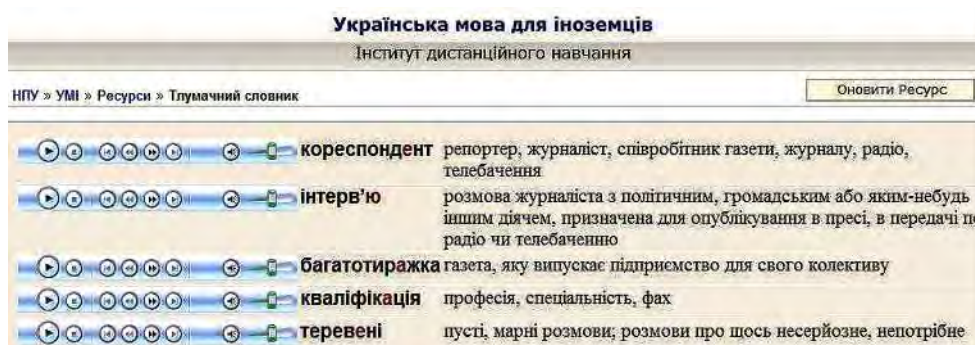 Українська мова для іноземців
Інститут дистанційного навчання
НПУ » УМІ » Ресурси » Тлумачний словник
Оновити Ресурс
кореспондент репортер, журналіст, співробітник газети, журналу, радіо,
телебачення
інтерв'ю розмова журналіста з політичним, громадським або яким-небудь
іншим діячем, призначена для опублікування в пресі, в передачі
радіо чи телебаченню
багатотиражка газета, яку випускає підприємство для свого колективу
кваліфікація професія, спеціальність, фах
теревені пусті, марні розмови; розмови про щось несерйозне, непотрібне